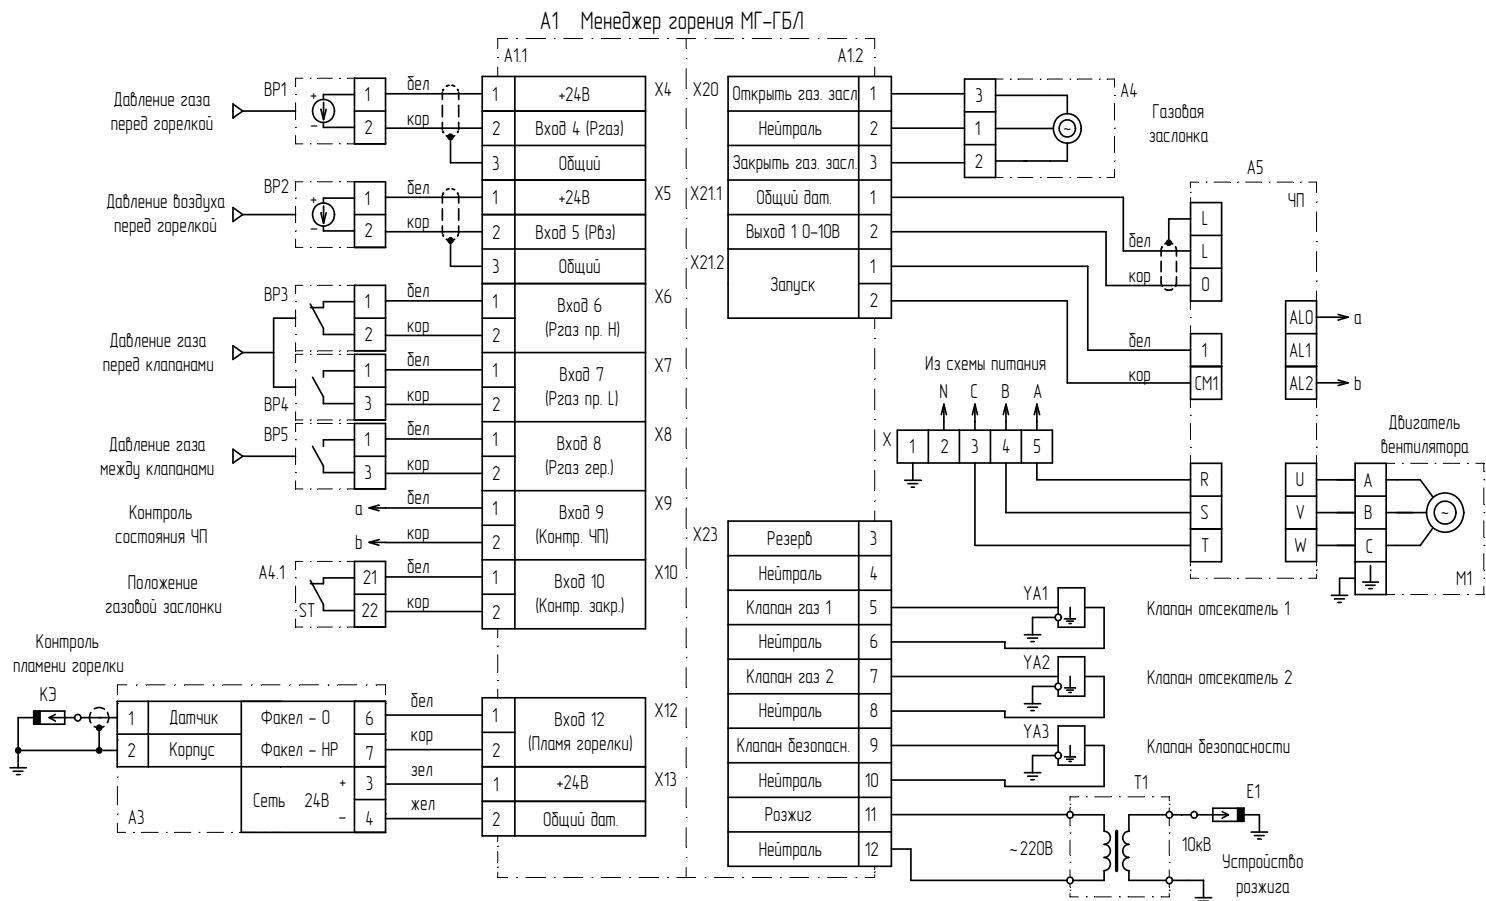 А1 Менеджер горения МГ-ГБЛ
А1.1
А1.2
Давление газа
перед горелкой
BP1
+
−
1
бел
2
кор
1
+24В
X4
2
Вход 4 (Ргаз)
3
Общий
Давление воздуха
перед горелкой
BP2
+
−
1
бел
2
кор
1
+24В
X5
2
Вход 5 (Рвз)
3
Общий
Давление газа
перед клапанами
BP3
1
бел
2
кор
1
2
Вход 6
(Ргаз пр. Н)
X6
BP4
1
бел
3
кор
1
2
Вход 7
(Ргаз пр. L)
X7
Давление газа
между клапанами
BP5
1
бел
3
кор
1
2
Вход 8
(Ргаз гер.)
X8
Контроль
состояния ЧП
a
бел
b
кор
1
2
Вход 9
(Контр. ЧП)
X9
Положение
газовой заслонки
А4.1
ST
21
бел
22
кор
1
2
Вход 10
(Контр. закр.)
X10
Контроль
пламени горелки
КЭ
1
Датчик
Факел - 0
6
бел
2
Корпус
Факел - НР
7
кор
Сеть 24В
+
3
зел
−
4
жел
А3
1
2
Вход 12
(Пламя горелки)
X12
1
+24В
X13
2
Общий дат.
X20
Открыть газ. засл.
1
Нейтраль
2
Закрыть газ. засл.
3
3
1
2
~
А4
Газовая
заслонка
X21.1
Общий дат.
1
Выход 1 0-10В
2
X21.2
Запуск
1
2
А5
ЧП
L
бел
L
кор
0
бел
1
кор
CM1
AL0
a
AL1
AL2
b
Из схемы питания
N
C
B
A
X
1
2
3
4
5
R
S
T
U
V
W
Двигатель
вентилятора
A
B
C
~
М1
X23
Резерв
3
Нейтраль
4
Клапан газ 1
5
Нейтраль
6
Клапан газ 2
7
Нейтраль
8
Клапан безопасн.
9
Нейтраль
10
Розжиг
11
Нейтраль
12
YA1
Клапан отсекатель 1
YA2
Клапан отсекатель 2
YA3
Клапан безопасности
T1
~220В
10кВ
E1
Устройство
розжига